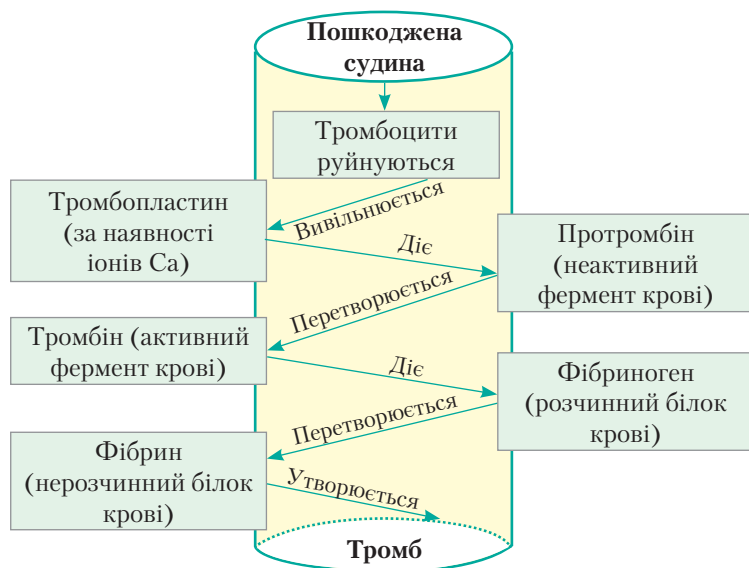 Пошкоджена
судина
Тромбоцити
руйнуються
Вивільнюється
Тромбопластин
(за наявності
іонів Са)
Діє
Протромбін
(неактивний
фермент крові)
Перетворюється
Тромбін (активний
фермент крові)
Діє
Фібриноген
(розчинний білок
крові)
Перетворюється
Фібрин
(нерозчинний білок
крові)
Утворюється
Тромб